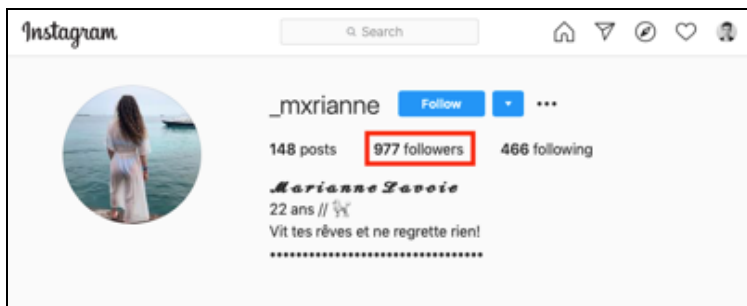 Instagram
Search
_mxrianne Follow
148 posts 977 followers 466 following
𝓜𝓪𝓻𝓲𝓪𝓷𝓷𝓮 𝓛𝓪𝓿𝓸𝓲𝓮
22 ans //
Vit tes rêves et ne regrette rien!